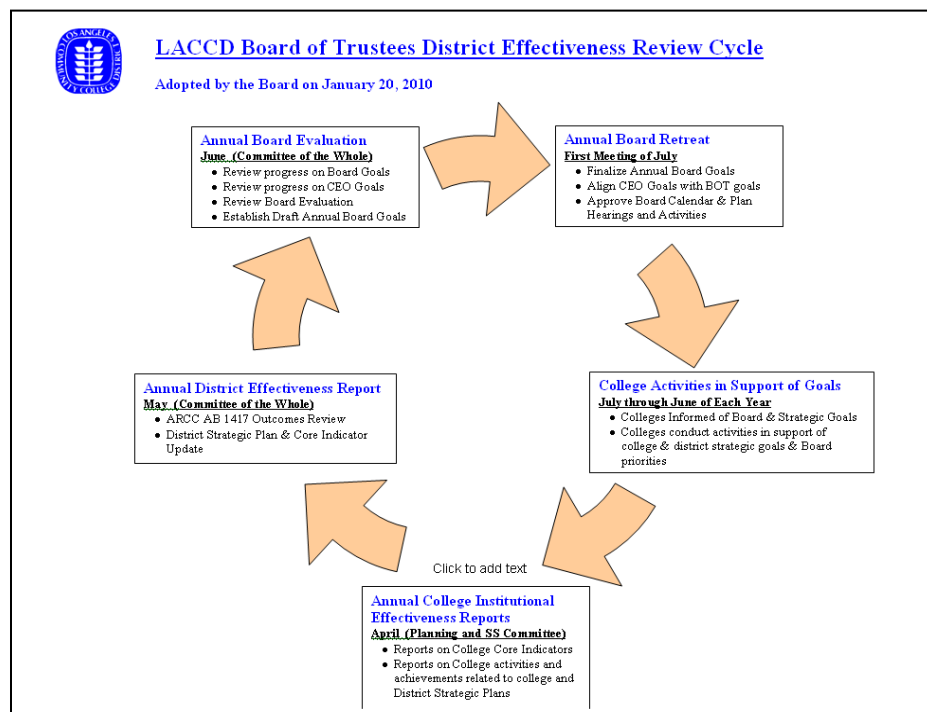 LOS ANGELES COMMUNITY COLLEGE DISTRICT
LACCD Board of Trustees District Effectiveness Review Cycle
Adopted by the Board on January 20, 2010
Annual Board Evaluation
June (Committee of the Whole)
• Review progress on Board Goals
• Review progress on CEO Goals
• Review Board Evaluation
• Establish Draft Annual Board Goals
Annual Board Retreat
First Meeting of July
• Finalize Annual Board Goals
• Align CEO Goals with BOT goals
• Approve Board Calendar & Plan
Hearings and Activities
College Activities in Support of Goals
July through June of Each Year
• Colleges Informed of Board & Strategic Goals
• Colleges conduct activities in support of
college & district strategic goals & Board
priorities
Click to add text
Annual College Institutional
Effectiveness Reports
April (Planning and SS Committee)
• Reports on College Core Indicators
• Reports on College activities and
achievements related to college and
District Strategic Plans
Annual District Effectiveness Report
May (Committee of the Whole)
• ARCC AB 1417 Outcomes Review
• District Strategic Plan & Core Indicator
Update